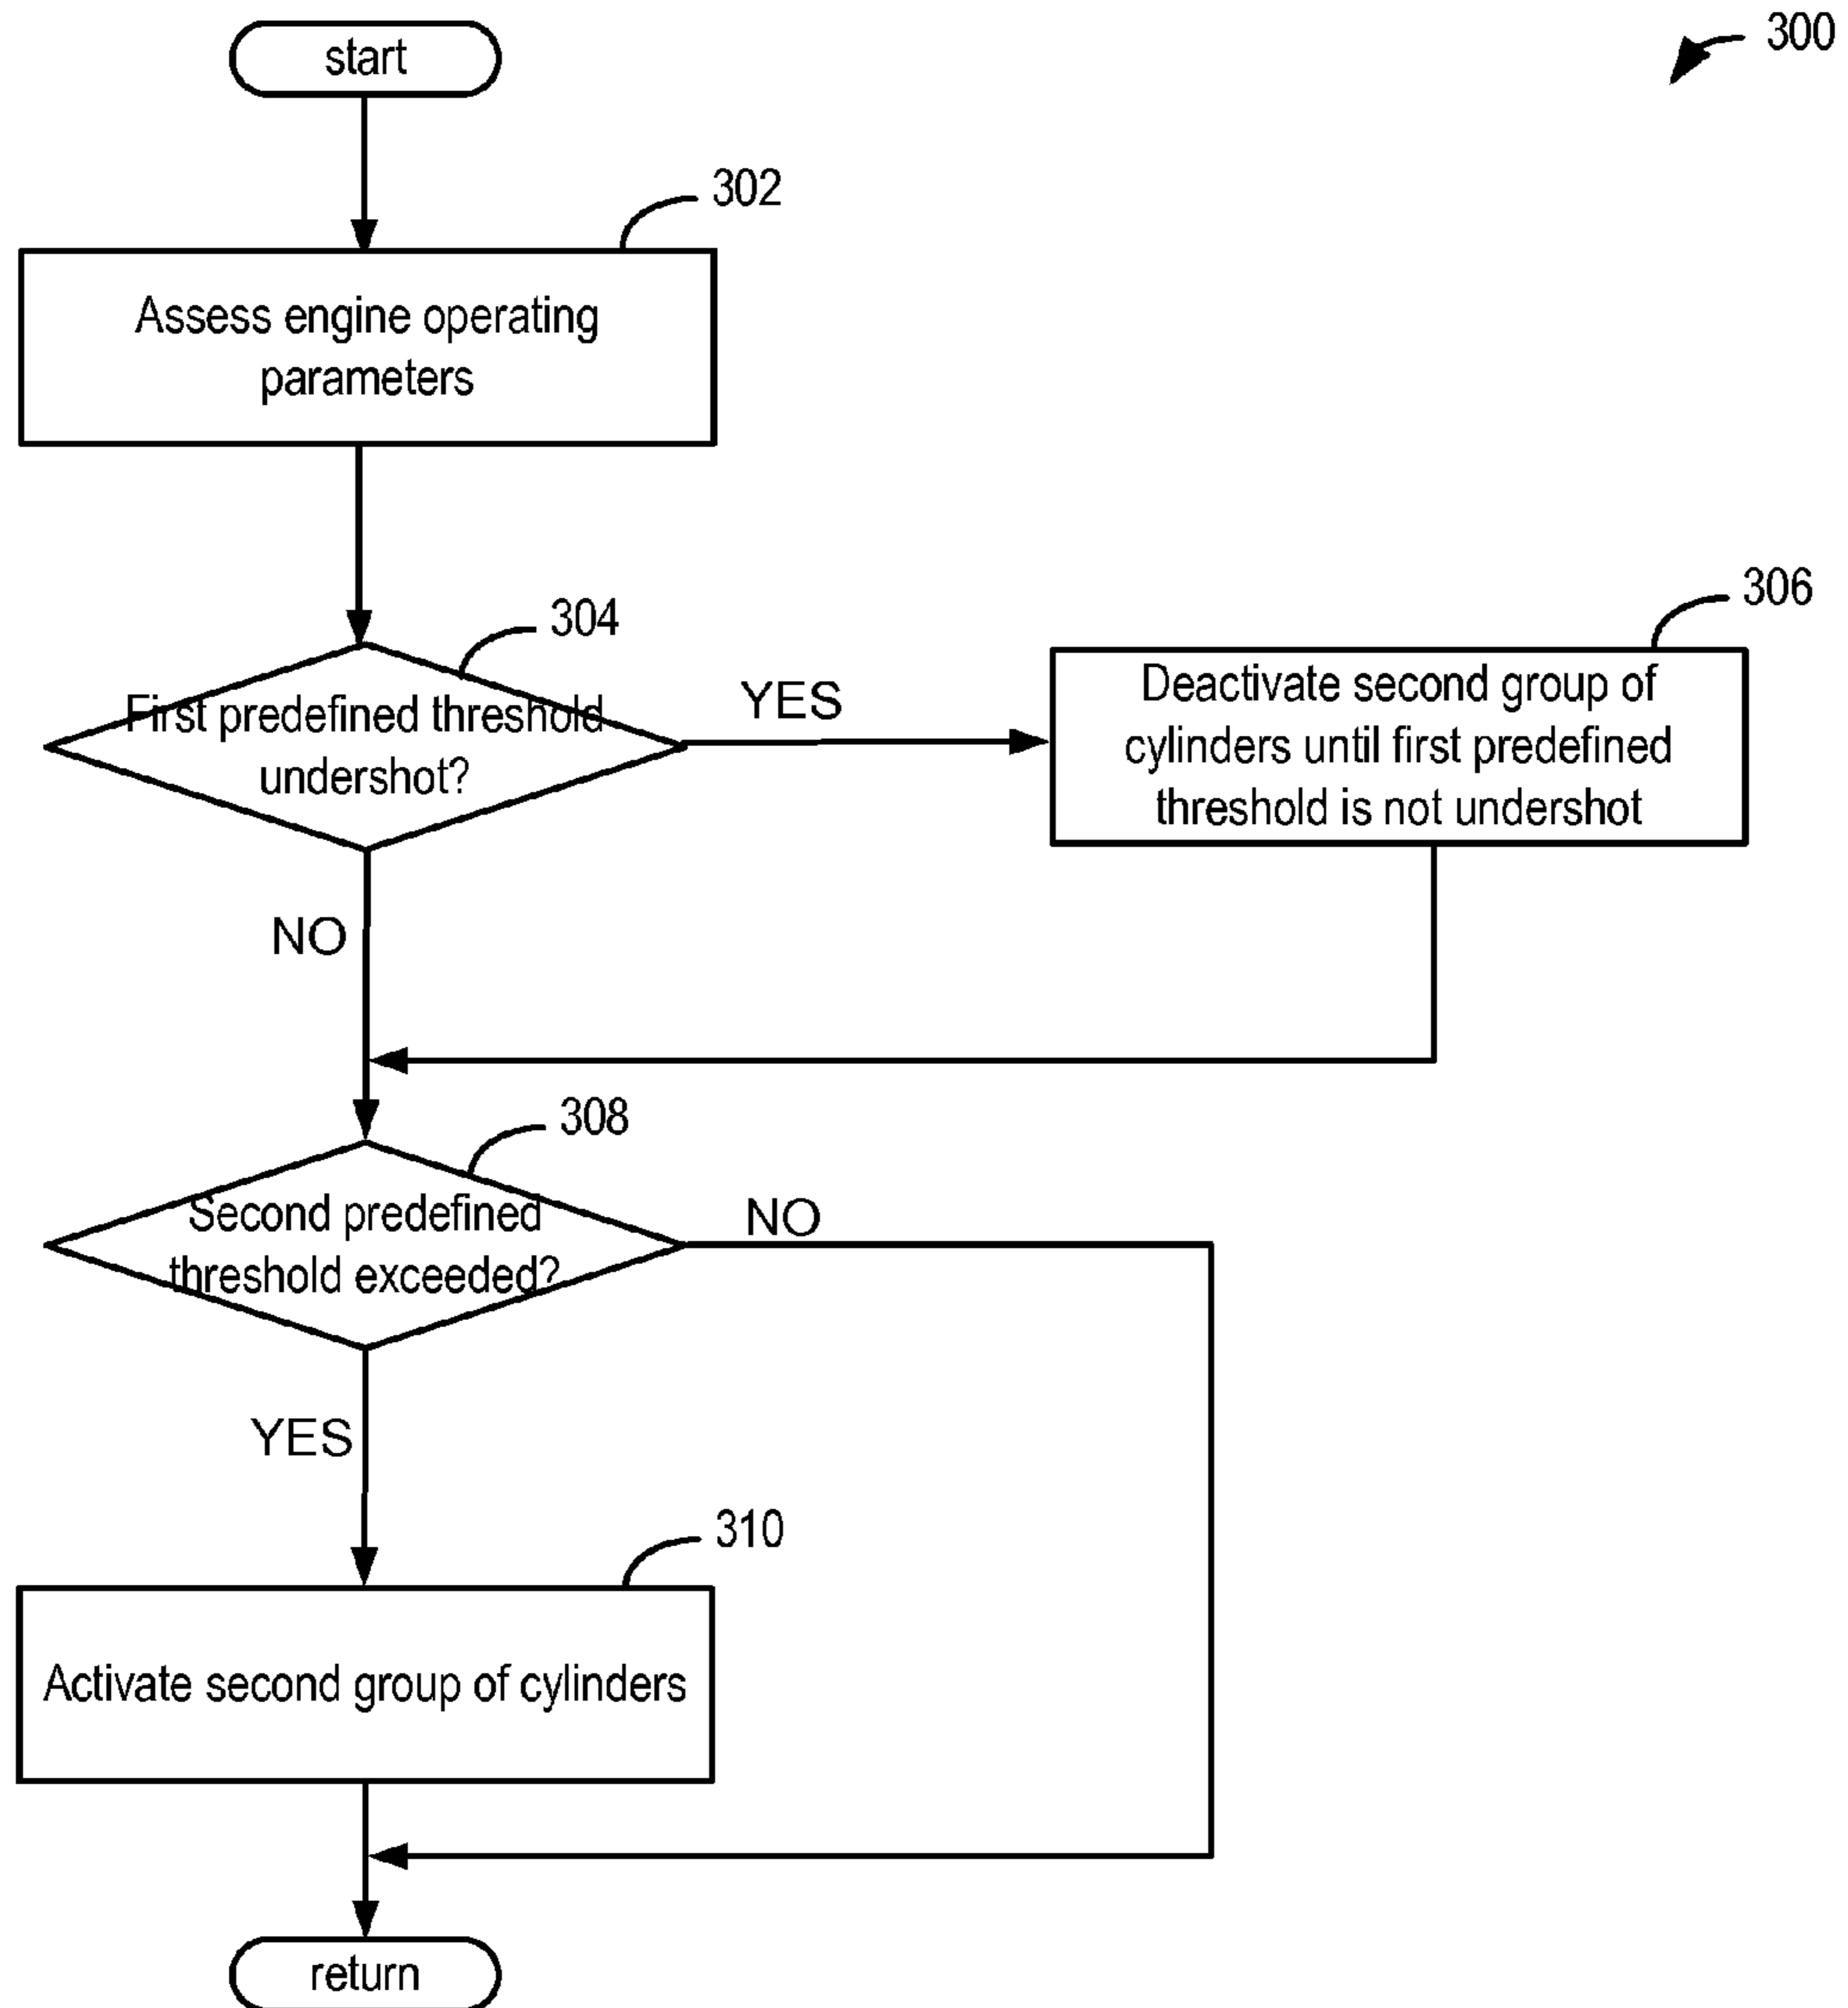 start
300
302
Assess engine operating
parameters
304
First predefined threshold
undershot?
YES
306
Deactivate second group of
cylinders until first predefined
threshold is not undershot
NO
308
Second predefined
threshold exceeded?
NO
YES
310
Activate second group of cylinders
return